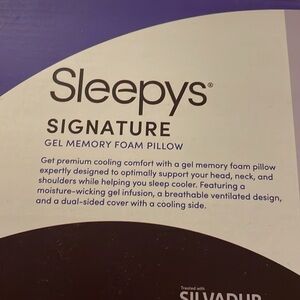 Sleepys®
SIGNATURE
GEL MEMORY FOAM PILLOW
Get premium cooling comfort with a gel memory foam pillow
expertly designed to optimally support your head, neck, and
shoulders while helping you sleep cooler. Featuring a
moisture-wicking gel infusion, a breathable ventilated design,
and a dual-sided cover with a cooling side.
Treated with
SILVADUR